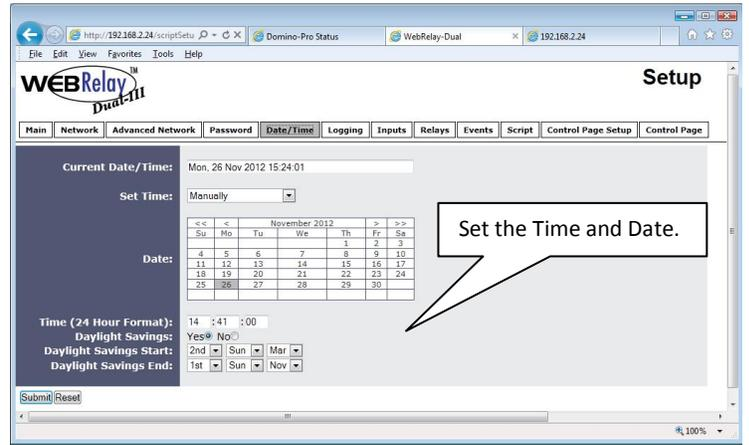 http://192.168.2.24/scriptSetu
Domino-Pro Status
WebRelay-Dual
192.168.2.24
File Edit View Favorites Tools Help
WEBRelay TM
Dual-III
Setup
Main Network Advanced Network Password Date/Time Logging Inputs Relays Events Script Control Page Setup Control Page
Current Date/Time: Mon, 26 Nov 2012 15:24:01
Set Time: Manually
Date:
<< < November 2012 > >>
Su Mo Tu We Th Fr Sa
1 2 3
4 5 6 7 8 9 10
11 12 13 14 15 16 17
18 19 20 21 22 23 24
25 26 27 28 29 30
Set the Time and Date.
Time (24 Hour Format): 14 :41 :00
Daylight Savings: Yes No
Daylight Savings Start: 2nd Sun Mar
Daylight Savings End: 1st Sun Nov
Submit Reset
100%